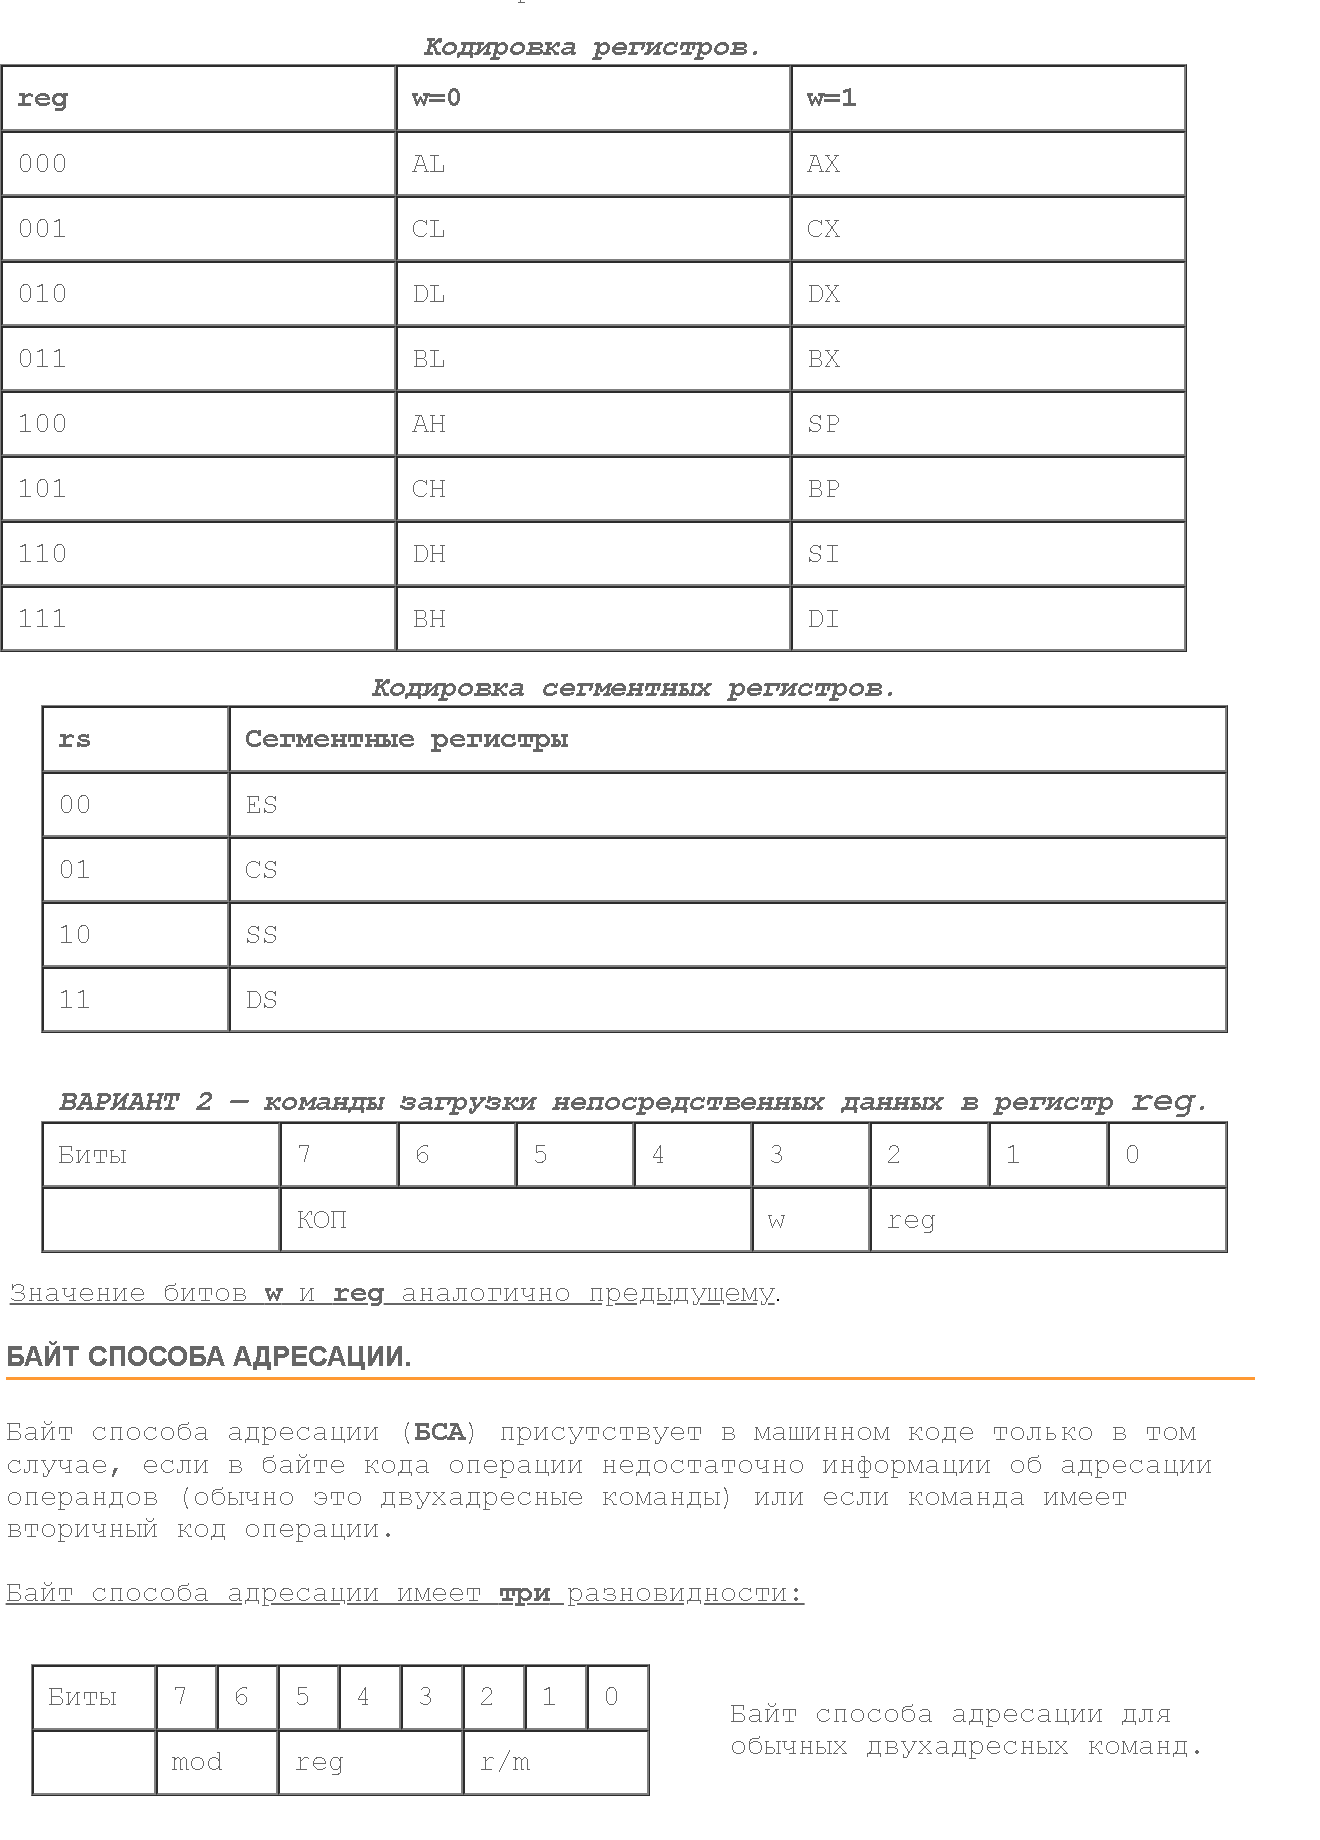 Кодировка регистров.
reg w=0 w=1
000 AL AX
001 CL CX
010 DL DX
011 BL BX
100 AH SP
101 CH BP
110 DH SI
111 BH DI
Кодировка сегментных регистров.
rs Сегментные регистры
00 ES
01 CS
10 SS
11 DS
ВАРИАНТ 2 — команды загрузки непосредственных данных в регистр reg.
Биты 7 6 5 4 3 2 1 0
КОП w reg
Значение битов w и reg аналогично предыдущему.
БАЙТ СПОСОБА АДРЕСАЦИИ.
Байт способа адресации (БСА) присутствует в машинном коде только в том
случае, если в байте кода операции недостаточно информации об адресации
операндов (обычно это двухадресные команды) или если команда имеет
вторичный код операции.
Байт способа адресации имеет три разновидности:
Биты 7 6 5 4 3 2 1 0
mod reg r/m
Байт способа адресации для
обычных двухадресных команд.